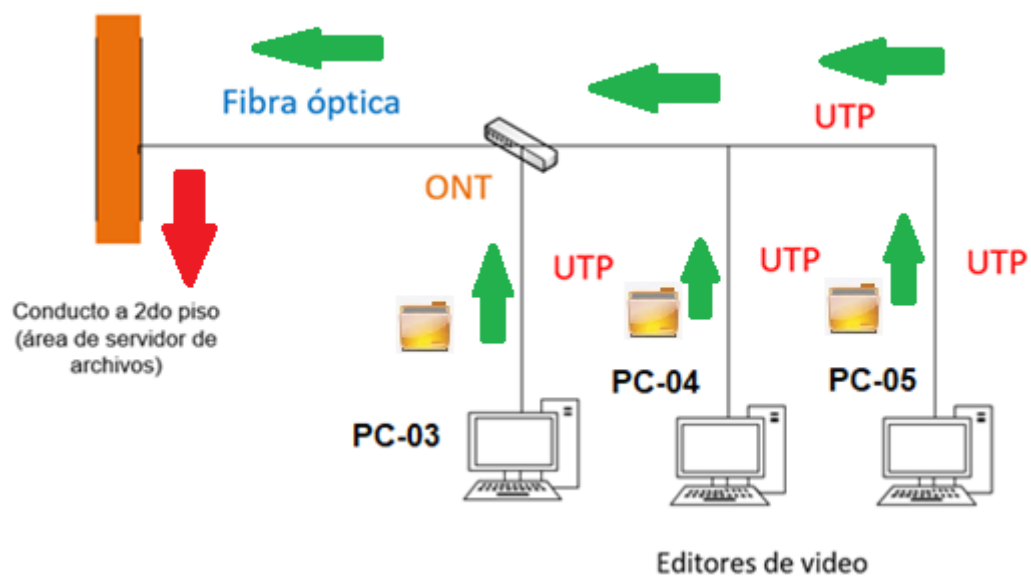 Fibra óptica
UTP
ONT
UTP
UTP
UTP
Conducto a 2do piso
(área de servidor de
archivos)
PC-03
PC-04
PC-05
Editores de video